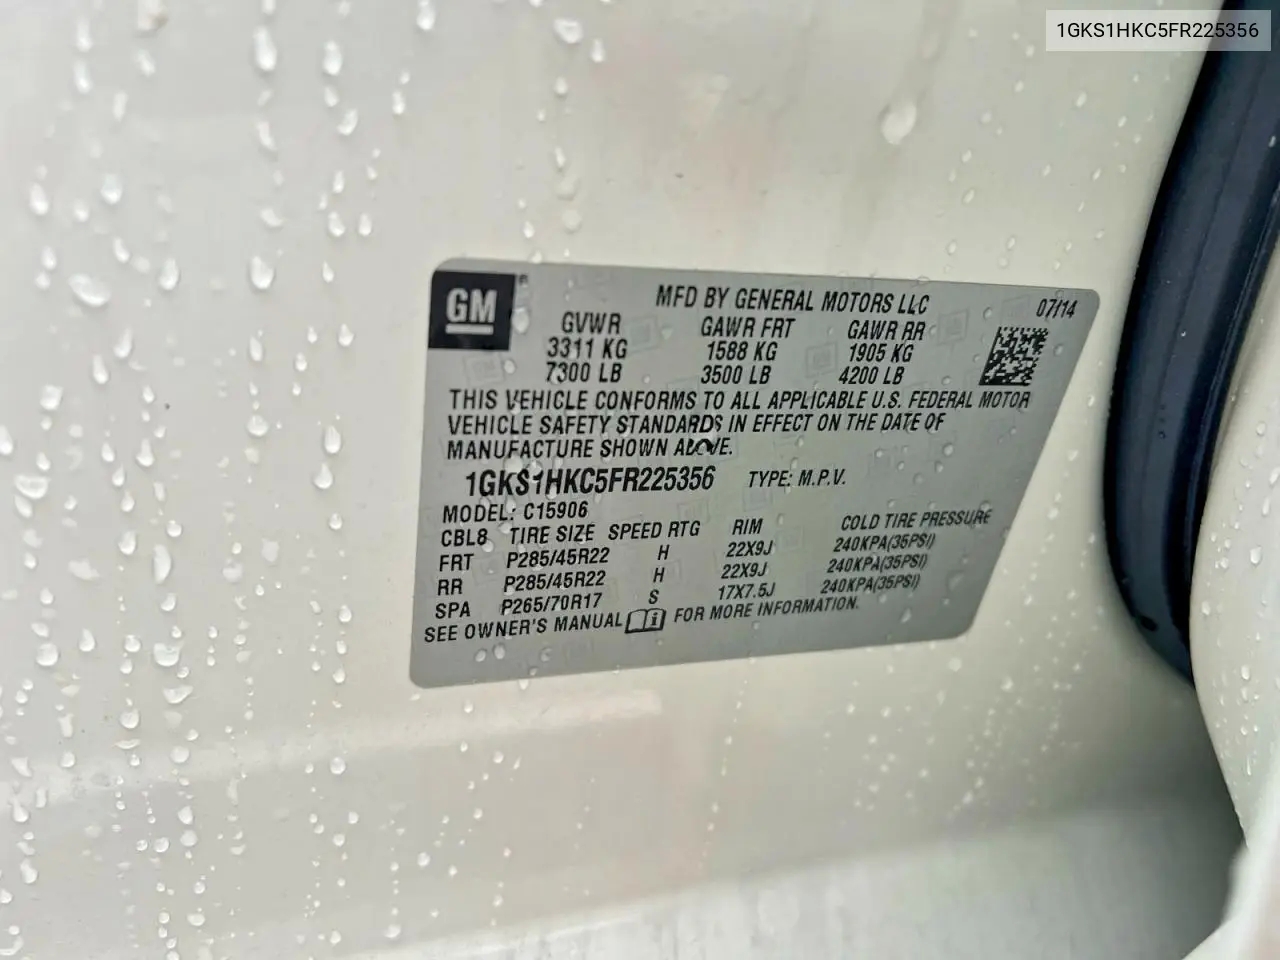 1GKS1HKC5FR225356
GM
MFD BY GENERAL MOTORS LLC 07/14
GVWR GAWR FRT GAWR RR
3311 KG 1588 KG 1905 KG
7300 LB 3500 LB 4200 LB
THIS VEHICLE CONFORMS TO ALL APPLICABLE U.S. FEDERAL MOTOR
VEHICLE SAFETY STANDARDS IN EFFECT ON THE DATE OF
MANUFACTURE SHOWN ABOVE.
1GKS1HKC5FR225356 TYPE: M.P.V.
MODEL: C15906
CBL8 TIRE SIZE SPEED RTG RIM COLD TIRE PRESSURE
FRT P285/45R22 H 22X9J 240KPA(35PSI)
RR P285/45R22 H 22X9J 240KPA(35PSI)
SPA P265/70R17 S 17X7.5J 240KPA(35PSI)
SEE OWNER'S MANUAL FOR MORE INFORMATION.